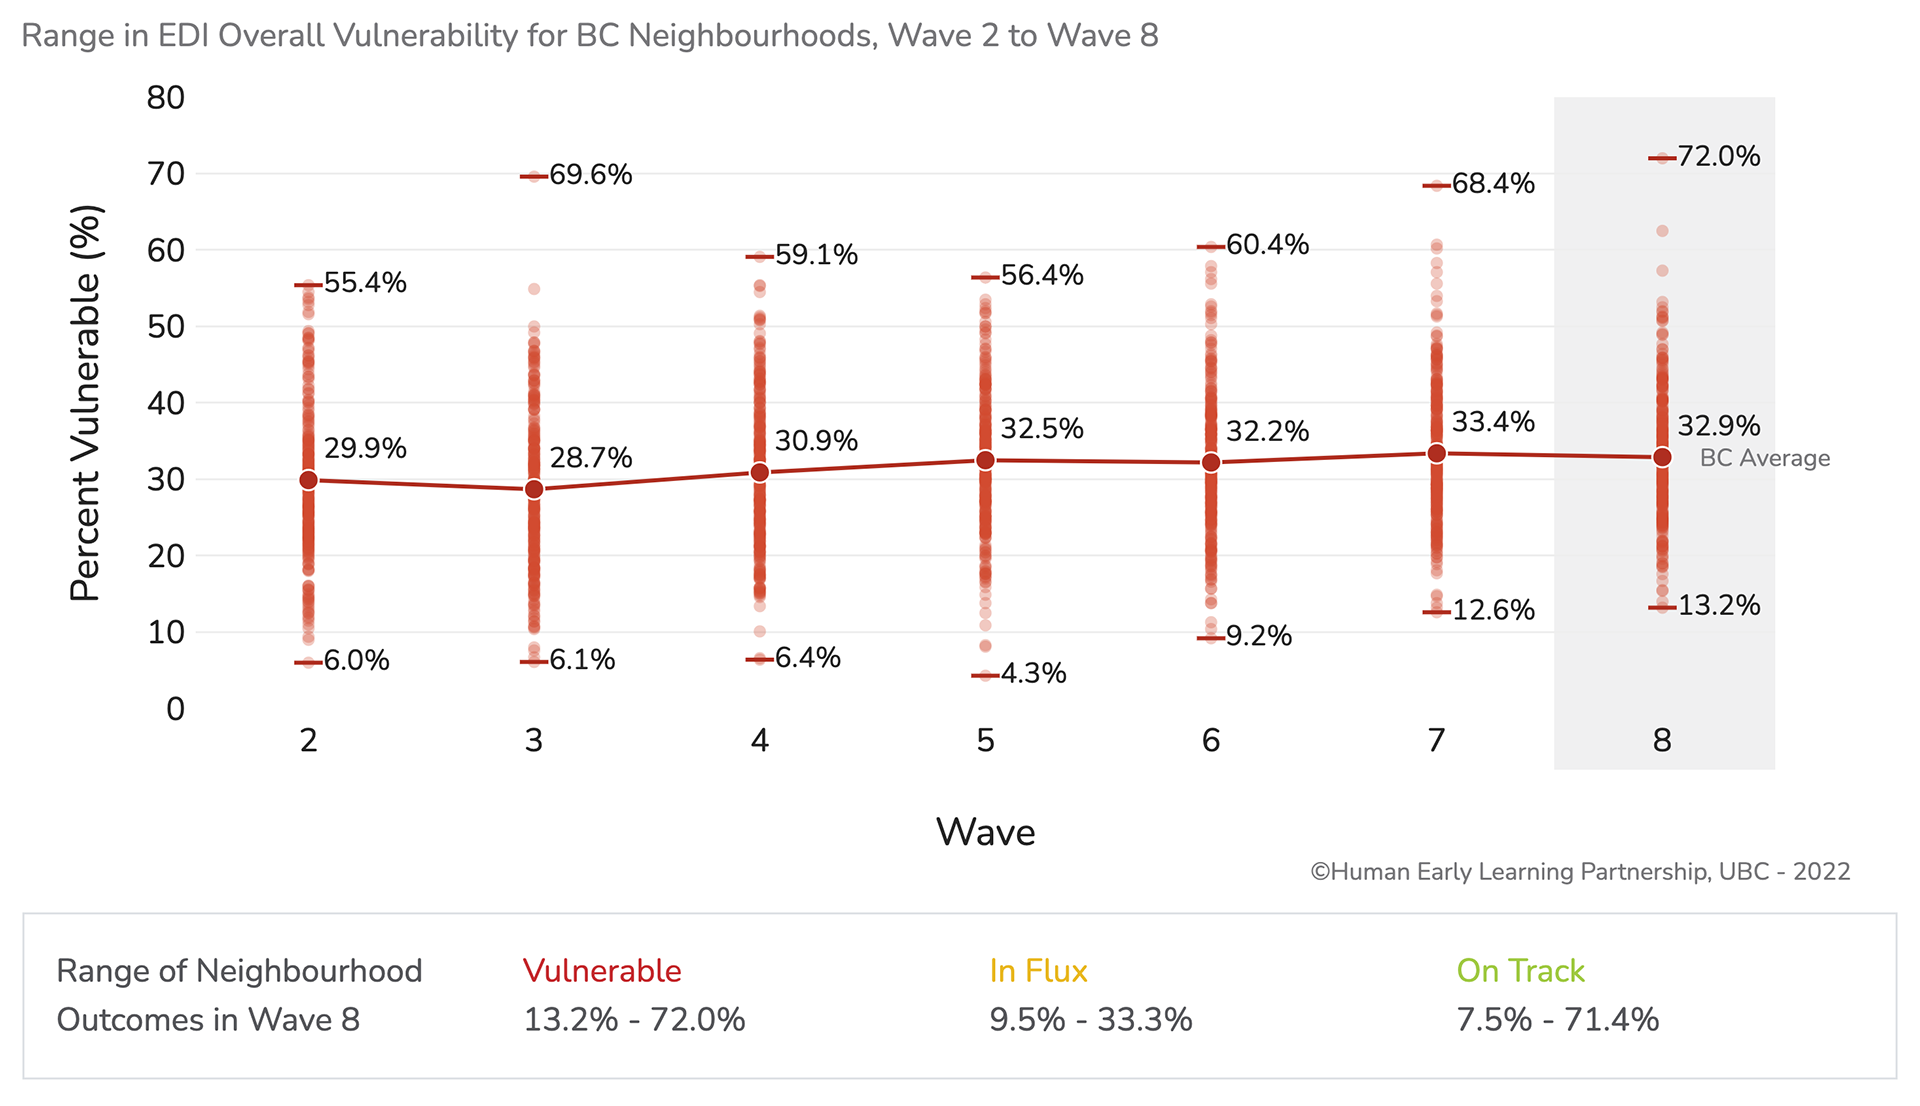 Range in EDI Overall Vulnerability for BC Neighbourhoods, Wave 2 to Wave 8
Percent Vulnerable (%)
80
70
60
50
40
30
20
10
0
55.4%
29.9%
6.0%
69.6%
28.7%
6.1%
59.1%
30.9%
6.4%
56.4%
32.5%
4.3%
60.4%
32.2%
9.2%
68.4%
33.4%
12.6%
72.0%
32.9%
BC Average
13.2%
2 3 4 5 6 7 8
Wave
©Human Early Learning Partnership, UBC - 2022
Range of Neighbourhood
Outcomes in Wave 8
Vulnerable
13.2% - 72.0%
In Flux
9.5% - 33.3%
On Track
7.5% - 71.4%